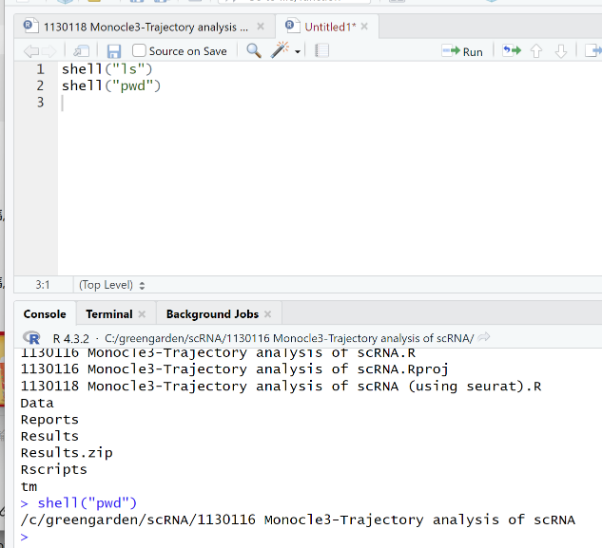 1130118 Monocle3-Trajectory analysis ...
Untitled1*
Source on Save
Run
1 shell("ls")
2 shell("pwd")
3
3:1 (Top Level)
Console Terminal Background Jobs
R 4.3.2 · C:/greengarden/scRNA/1130116 Monocle3-Trajectory analysis of scRNA/
1130116 Monocle3-Trajectory analysis of scRNA.R
1130116 Monocle3-Trajectory analysis of scRNA.Rproj
1130118 Monocle3-Trajectory analysis of scRNA (using seurat).R
Data
Reports
Results
Results.zip
Rscripts
tm
> shell("pwd")
/c/greengarden/scRNA/1130116 Monocle3-Trajectory analysis of scRNA
>